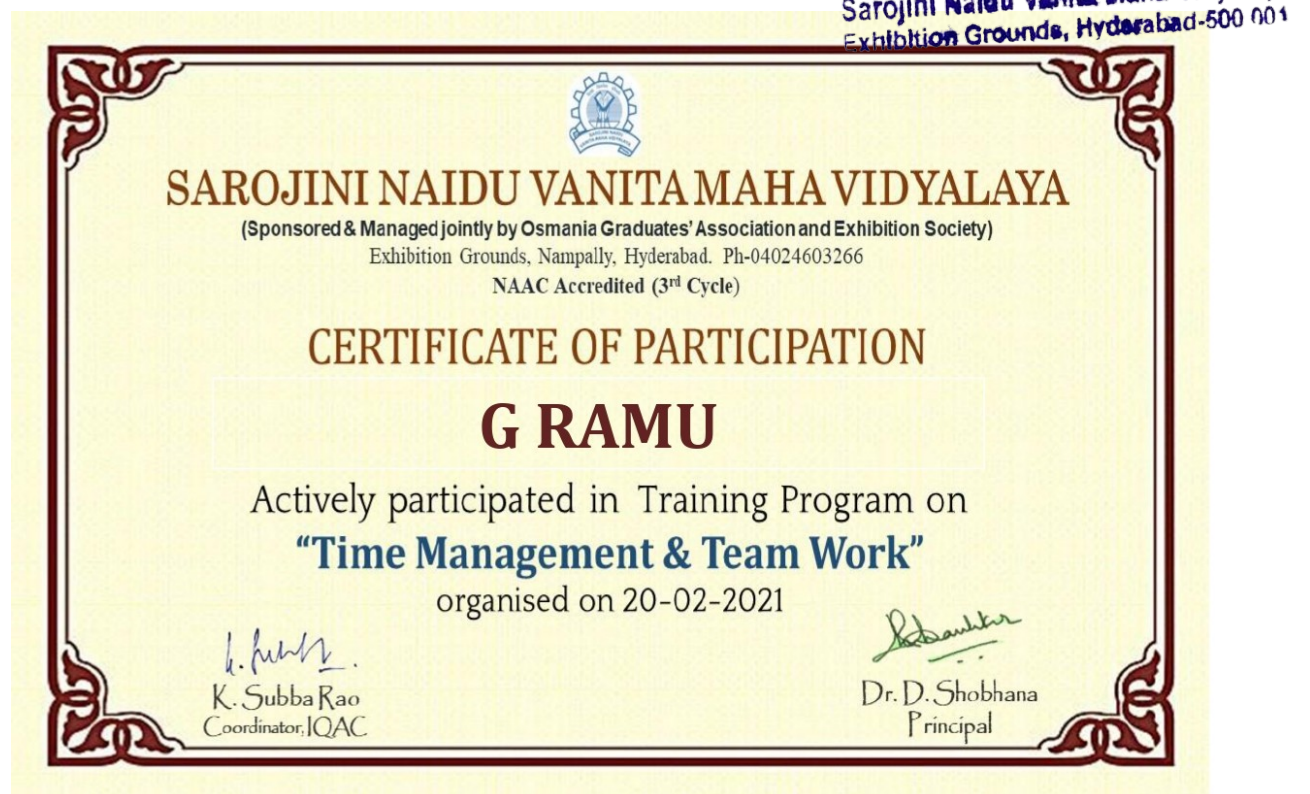 Sarojini Naidu
Exhibition Grounds, Hyderabad-500 001
SAROJINI NAIDU VANITA MAHA VIDYALAYA
(Sponsored & Managed jointly by Osmania Graduates' Association and Exhibition Society)
Exhibition Grounds, Nampally, Hyderabad. Ph-04024603266
NAAC Accredited (3rd Cycle)
CERTIFICATE OF PARTICIPATION
G RAMU
Actively participated in Training Program on
“Time Management & Team Work”
organised on 20-02-2021
K. Subba Rao
Coordinator, IQAC
Dr. D. Shobhana
Principal